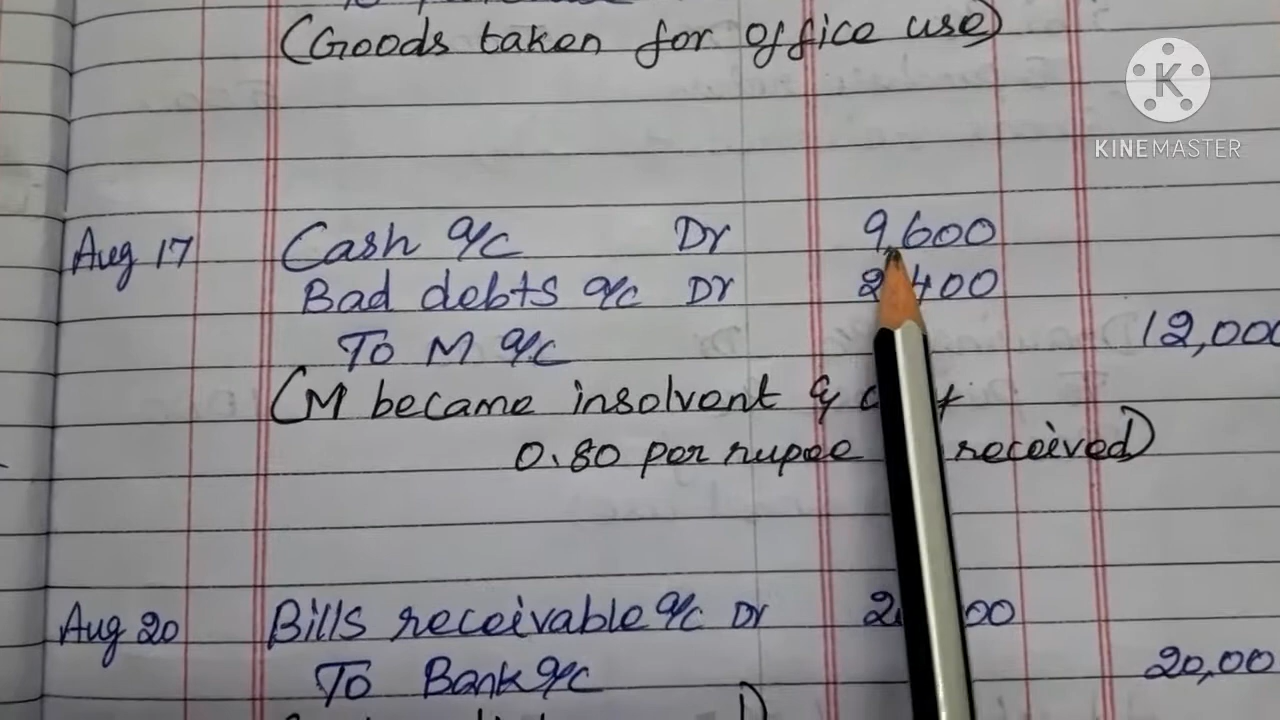 (Goods taken for office use)
K
KINEMASTER
Aug 17 Cash a/c Dr 9,600
Bad debts a/c Dr 2,400
To M a/c 12,000
(M became insolvent &
0.80 per rupee received)
Aug 20 Bills receivable a/c Dr
To Bank a/c 20,00